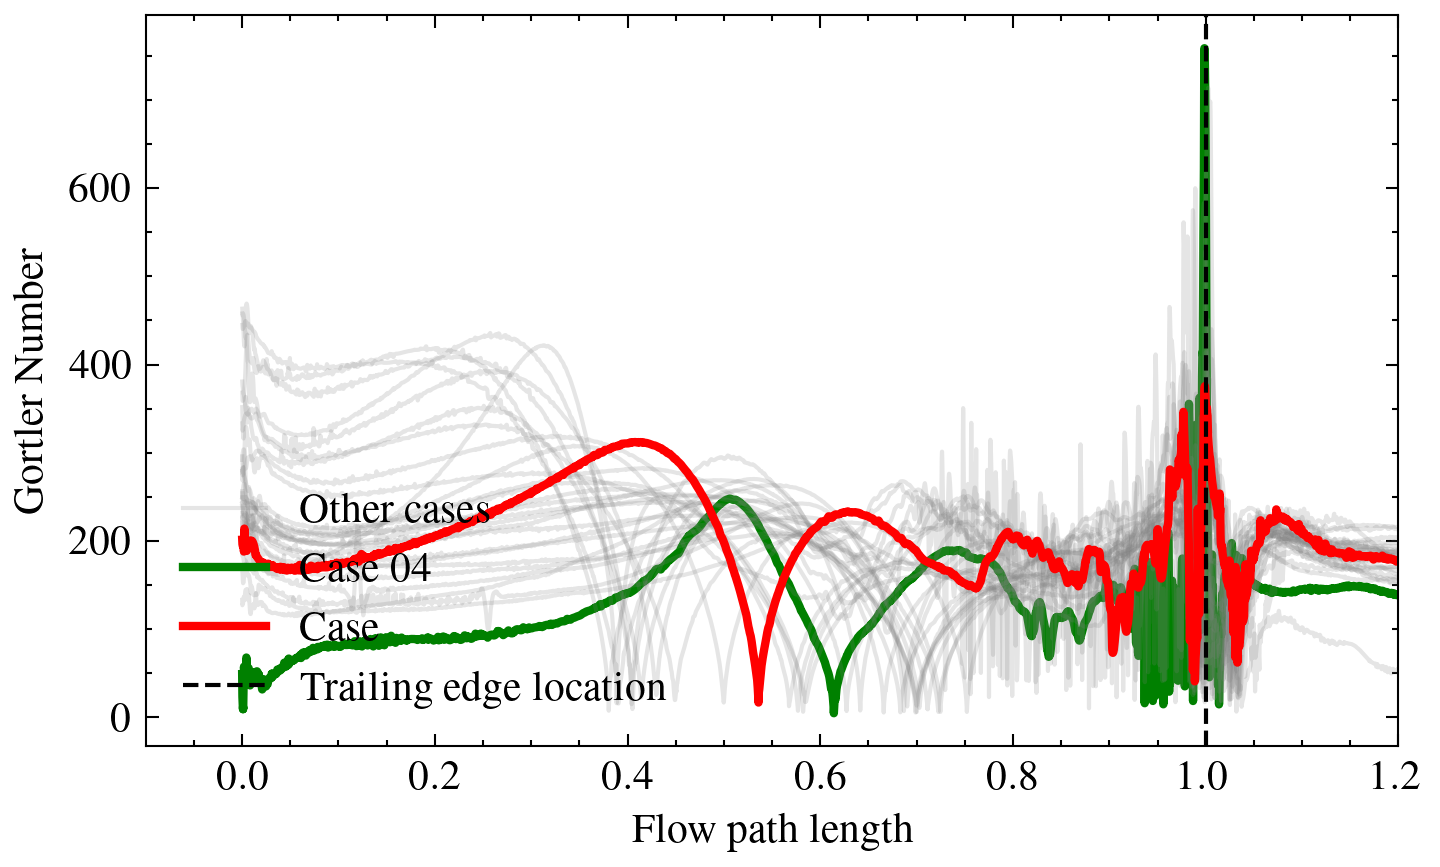 600
400
200
0
Gortler Number
Other cases
Case 04
Case
Trailing edge location
0.0 0.2 0.4 0.6 0.8 1.0 1.2
Flow path length